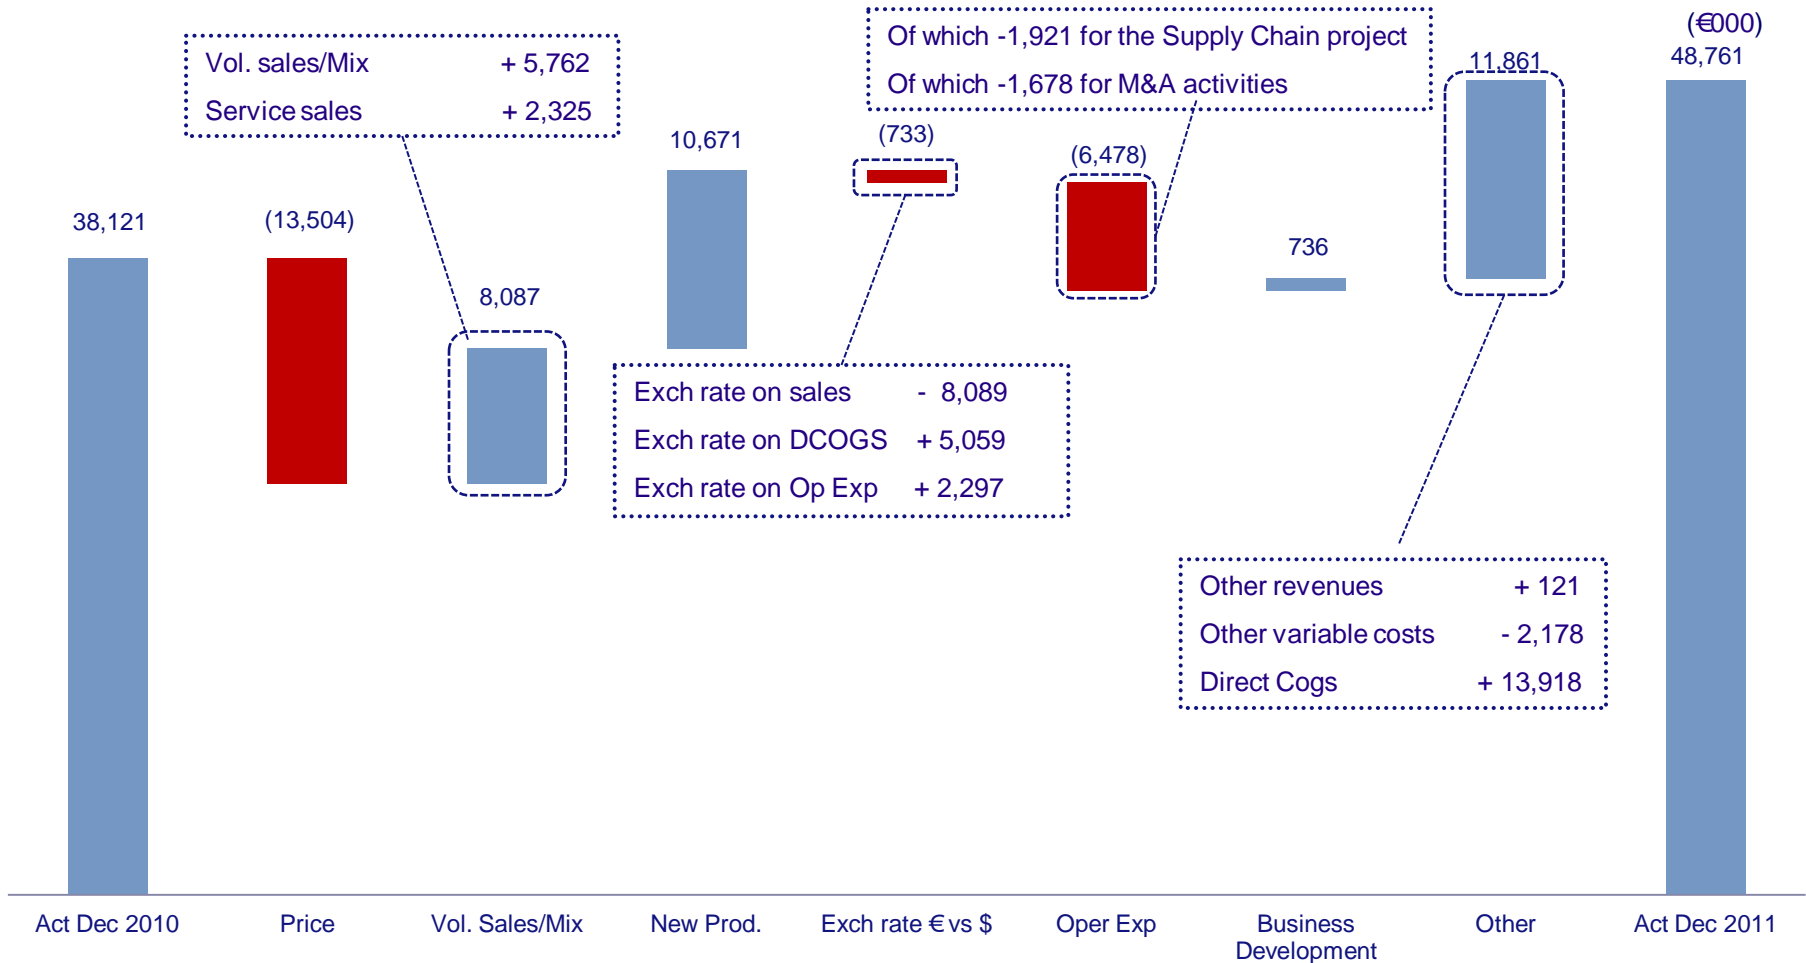 (€000)
Vol. sales/Mix + 5,762
Service sales + 2,325
Of which -1,921 for the Supply Chain project
Of which -1,678 for M&A activities
38,121
(13,504)
8,087
10,671
(733)
(6,478)
736
11,861
48,761
Exch rate on sales - 8,089
Exch rate on DCOGS + 5,059
Exch rate on Op Exp + 2,297
Other revenues + 121
Other variable costs - 2,178
Direct Cogs + 13,918
Act Dec 2010
Price
Vol. Sales/Mix
New Prod.
Exch rate € vs $
Oper Exp
Business
Development
Other
Act Dec 2011